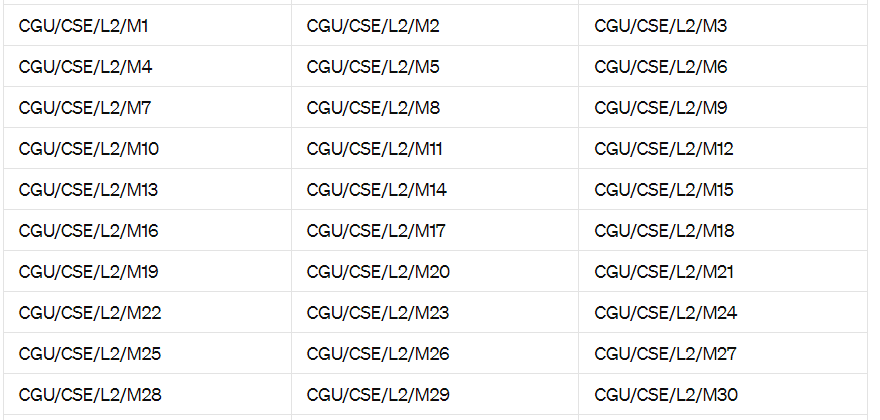 CGU/CSE/L2/M1 CGU/CSE/L2/M2 CGU/CSE/L2/M3
CGU/CSE/L2/M4 CGU/CSE/L2/M5 CGU/CSE/L2/M6
CGU/CSE/L2/M7 CGU/CSE/L2/M8 CGU/CSE/L2/M9
CGU/CSE/L2/M10 CGU/CSE/L2/M11 CGU/CSE/L2/M12
CGU/CSE/L2/M13 CGU/CSE/L2/M14 CGU/CSE/L2/M15
CGU/CSE/L2/M16 CGU/CSE/L2/M17 CGU/CSE/L2/M18
CGU/CSE/L2/M19 CGU/CSE/L2/M20 CGU/CSE/L2/M21
CGU/CSE/L2/M22 CGU/CSE/L2/M23 CGU/CSE/L2/M24
CGU/CSE/L2/M25 CGU/CSE/L2/M26 CGU/CSE/L2/M27
CGU/CSE/L2/M28 CGU/CSE/L2/M29 CGU/CSE/L2/M30